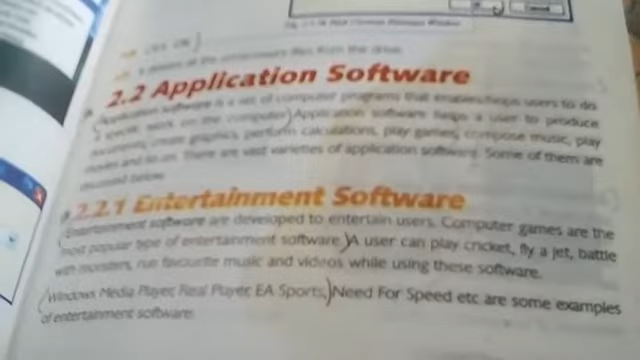 2.2 Application Software
Application software is a set of computer programs that enables/helps users to do
a specific work on the computer) Application software helps a user to produce
documents, create graphics, perform calculations, play games, compose music, play
movies and so on. There are vast varieties of application software. Some of them are
discussed below.
2.2.1 Entertainment Software
(Entertainment software are developed to entertain users. Computer games are the
most popular type of entertainment software.) A user can play cricket, fly a jet, battle
with monsters, run favourite music and videos while using these software.
(Windows Media Player, Real Player, EA Sports,) Need For Speed etc are some examples
of entertainment software.